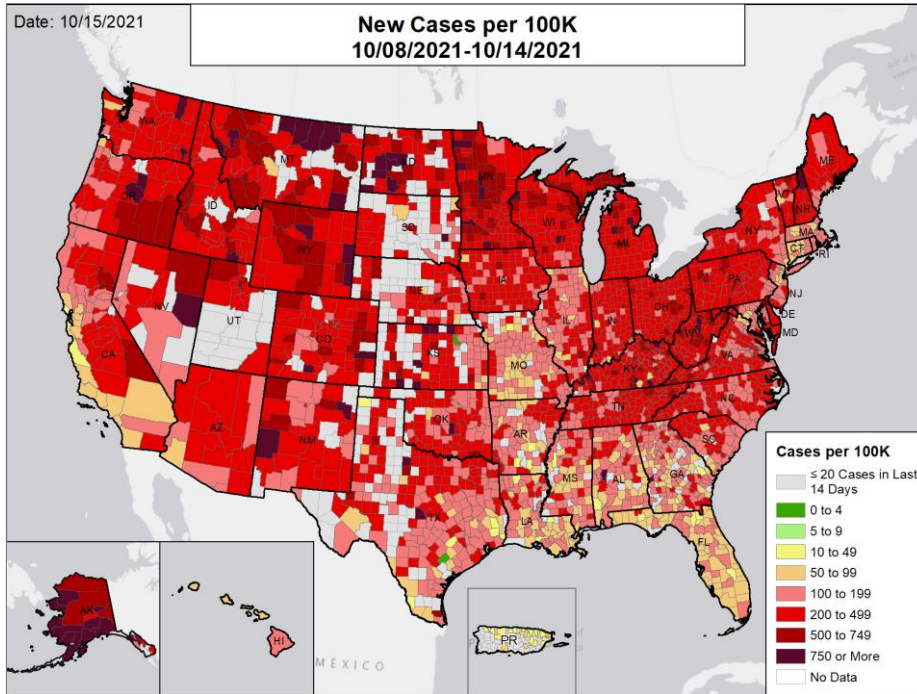 Date: 10/15/2021
New Cases per 100K
10/08/2021-10/14/2021
WA
MT
ND
MN
ME
OR
ID
SD
WI
MI
VT
NH
NY
MA
CT
RI
WY
IA
NE
PA
NJ
NV
UT
CO
IL
IN
OH
DE
MD
CA
KS
MO
WV
KY
VA
AZ
NM
OK
AR
TN
NC
SC
MS
AL
GA
TX
LA
FL
AK
HI
PR
MÉXICO
Cases per 100K
≤ 20 Cases in Last
14 Days
0 to 4
5 to 9
10 to 49
50 to 99
100 to 199
200 to 499
500 to 749
750 or More
No Data